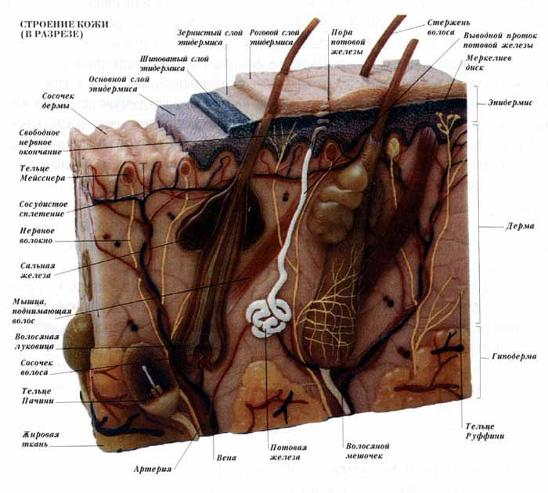 СТРОЕНИЕ КОЖИ
(В РАЗРЕЗЕ)
Зернистый слой
эпидермиса
Роговой слой
эпидермиса
Пора
потовой
железы
Стержень
волоса
Выводной проток
потовой железы
Меркелиев
диск
Шиповатый слой
эпидермиса
Основной слой
эпидермиса
Сосочек
дермы
Эпидермис
Свободное
нервное
окончание
Тельце
Мейсснера
Сосудистое
сплетение
Нервное
волокно
Дерма
Сальная
железа
Мышца,
поднимающая
волос
Волосяная
луковица
Сосочек
волоса
Гиподерма
Тельце
Пачини
Жировая
ткань
Артерия
Вена
Потовая
железа
Волосяной
мешочек
Тельце
Руффини